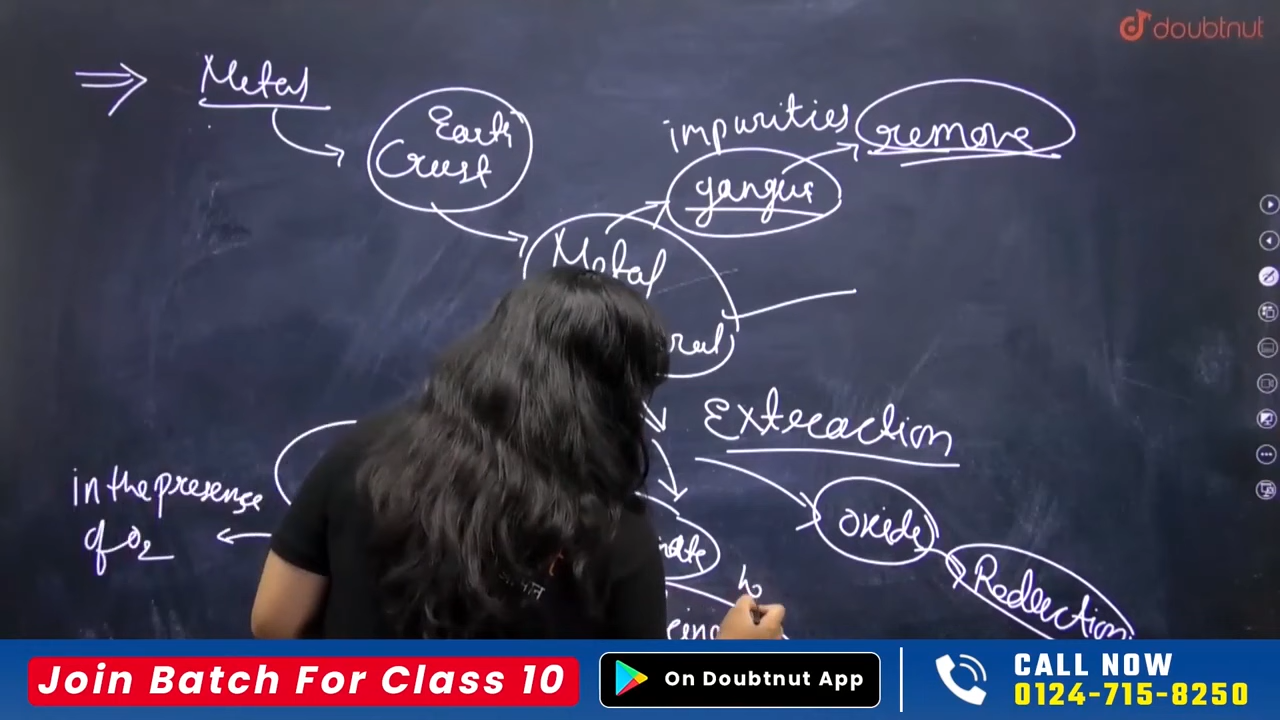 doubtnut
Metal
Earth
Crust
impurities
remove
gangue
Metal
Extraction
in the presense
of O2
oxide
Reduction
Join Batch For Class 10
On Doubtnut App
CALL NOW
0124-715-8250